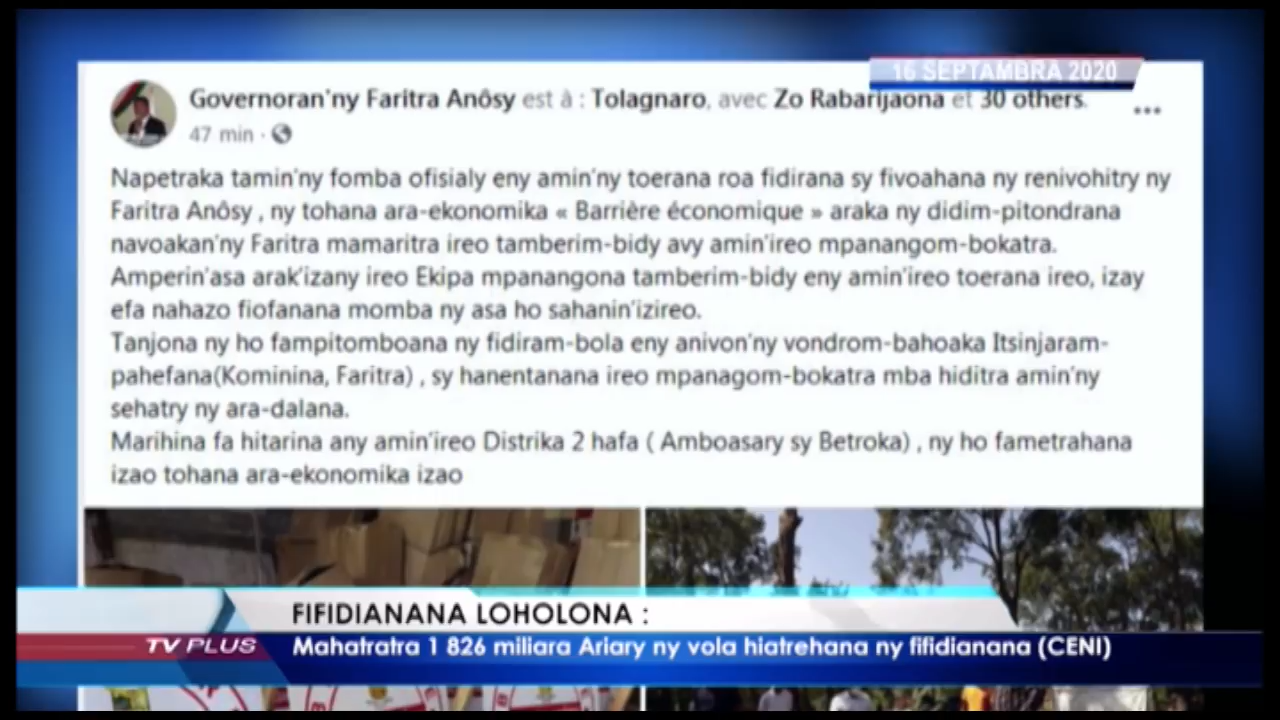 16 SEPTAMBRA 2020
Governoran'ny Faritra Anôsy est à : Tolagnaro, avec Zo Rabarijaona et 30 others.
47 min ·
Napetraka tamin'ny fomba ofisialy eny amin'ny toerana roa fidirana sy fivoahana ny renivohitry ny
Faritra Anôsy , ny tohana ara-ekonomika « Barrière économique » araka ny didim-pitondrana
navoakan'ny Faritra mamaritra ireo tamberim-bidy avy amin'ireo mpanangom-bokatra.
Amperin'asa arak'izany ireo Ekipa mpanangona tamberim-bidy eny amin'ireo toerana ireo, izay
efa nahazo fiofanana momba ny asa ho sahanin'izireo.
Tanjona ny ho fampitomboana ny fidiram-bola eny anivon'ny vondrom-bahoaka Itsinjaram-
pahefana(Kominina, Faritra) , sy hanentanana ireo mpanagom-bokatra mba hiditra amin'ny
sehatry ny ara-dalana.
Marihina fa hitarina any amin'ireo Distrika 2 hafa ( Amboasary sy Betroka) , ny ho fametrahana
izao tohana ara-ekonomika izao
FIFIDIANANA LOHOLONA :
TV PLUS
Mahatratra 1 826 miliara Ariary ny vola hiatrehana ny fifidianana (CENI)